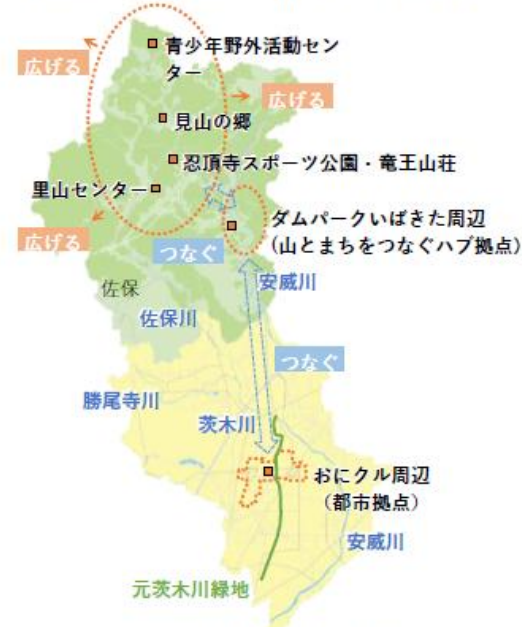 青少年野外活動セン
ター
広げる
広げる
見山の郷
忍頂寺スポーツ公園・竜王山荘
里山センター
ダムパークいばきた周辺
(山とまちをつなぐハブ拠点)
広げる
つなぐ
安威川
佐保
佐保川
つなぐ
勝尾寺川
茨木川
おにクル周辺
(都市拠点)
安威川
元茨木川緑地